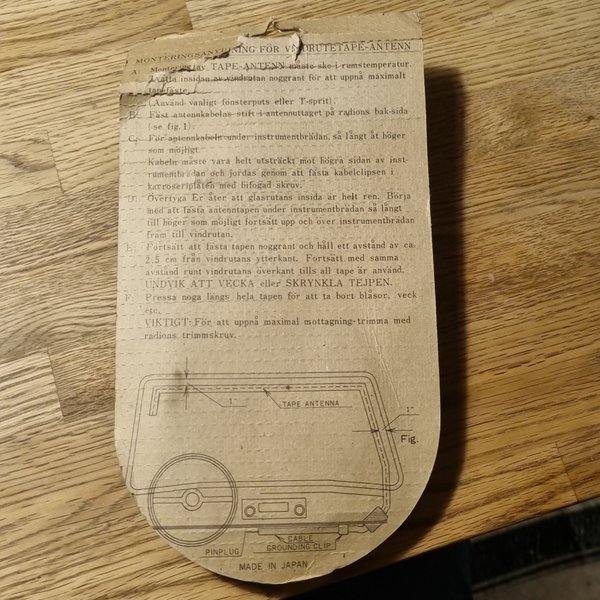 MONTERINGSANVISNING FÖR VINDRUTETAPE-ANTENN
A: Montering av TAPE-ANTENN måste ske i rumstemperatur.
Tvätta insidan av vindrutan noggrant för att uppnå maximalt
tapefäste.
(Använd vanligt fönsterputs eller T-sprit).
B: Fäst antennkabelns stift i antennuttaget på radions bak-sida
(se fig. 1).
C: För antennkabeln under instrumentbrädan, så långt åt höger
som möjligt.
Kabeln måste vara helt utsträckt mot högra sidan av inst-
rumentbrädan och jordas genom att fästa kabelclipsen i
karroseriplåten med bifogad skruv.
D: Övertyga Er åter att glasrutans insida är helt ren. Börja
med att fästa antenntapen under instrumentbrädan så långt
till höger som möjligt fortsätt upp och över instrumentbrädan
fram till vindrutan.
E: Fortsätt att fästa tapen noggrant och håll ett avstånd av ca.
2.5 cm från vindrutans ytterkant. Fortsätt med samma
avstånd runt vindrutans överkant tills all tape är använd.
UNDVIK ATT VECKA eller SKRYNKLA TEJPEN.
F: Pressa noga längs hela tapen för att ta bort blåsor, veck
etc.
VIKTIGT: För att uppnå maximal mottagning-trimma med
radions trimmskruv.
1"
TAPE ANTENNA
1"
Fig.
CABLE
GROUNDING CLIP
PINPLUG
MADE IN JAPAN